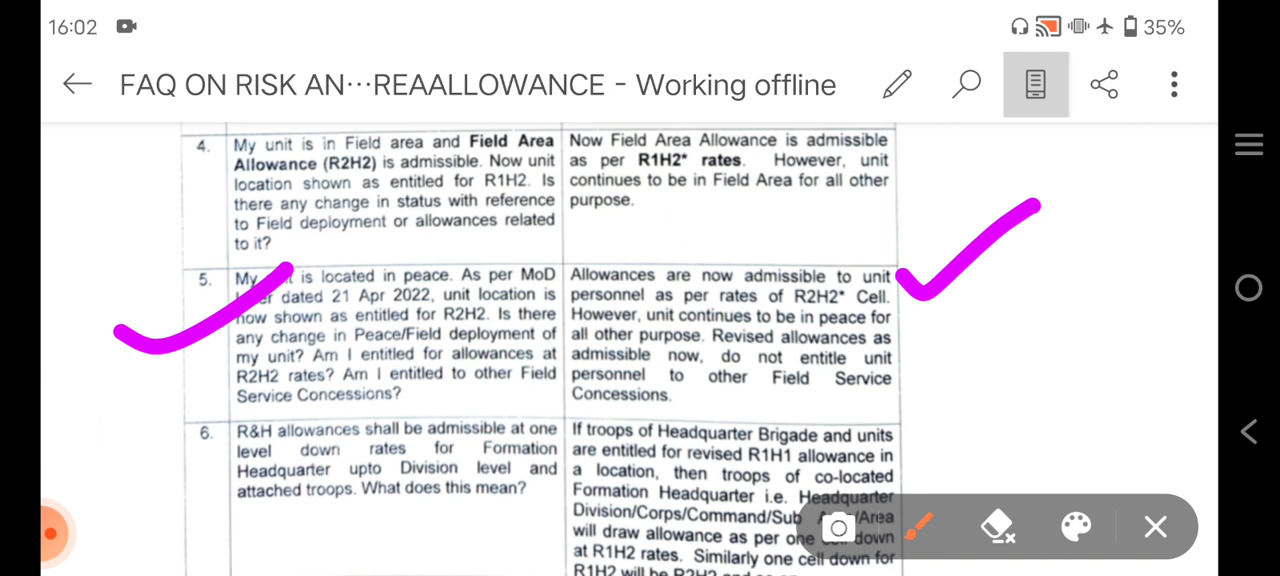 16:02
35%
FAQ ON RISK AN···REAALLOWANCE - Working offline
4.
My unit is in Field area and Field Area
Allowance (R2H2) is admissible. Now unit
location shown as entitled for R1H2. Is
there any change in status with reference
to Field deployment or allowances related
to it?
Now Field Area Allowance is admissible
as per R1H2* rates. However, unit
continues to be in Field Area for all other
purpose.
5.
My is located in peace. As per MoD
dated 21 Apr 2022, unit location is
now shown as entitled for R2H2. Is there
any change in Peace/Field deployment of
my unit? Am I entitled for allowances at
R2H2 rates? Am I entitled to other Field
Service Concessions?
Allowances are now admissible to unit
personnel as per rates of R2H2* Cell.
However, unit continues to be in peace for
all other purpose. Revised allowances as
admissible now, do not entitle unit
personnel to other Field Service
Concessions.
6.
R&H allowances shall be admissible at one
level down rates for Formation
Headquarter upto Division level and
attached troops. What does this mean?
If troops of Headquarter Brigade and units
are entitled for revised R1H1 allowance in
a location, then troops of co-located
Formation Headquarter i.e. Headquarter
Division/Corps/Command/Sub /Area
will draw allowance as per one down
at R1H2 rates. Similarly one cell down for
R1H2 will be R2H2